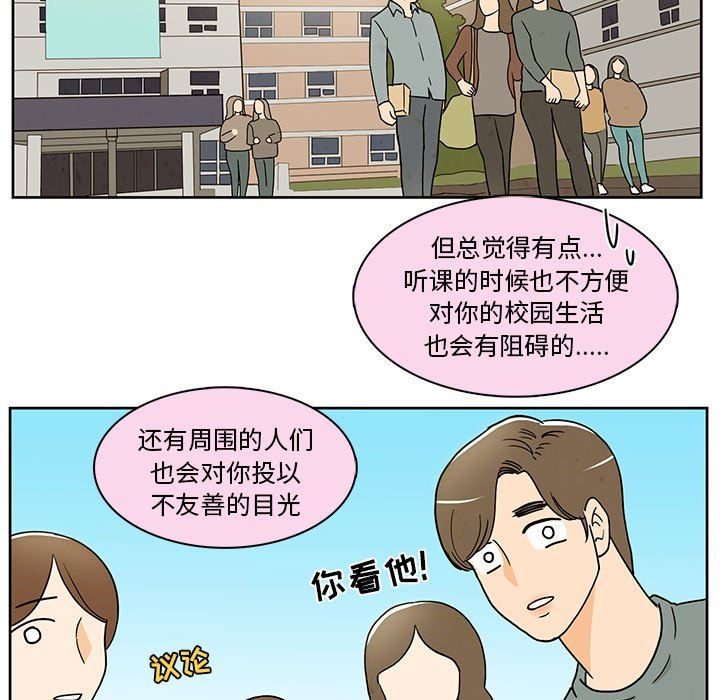 但总觉得有点...
听课的时候也不方便
对你的校园生活
也会有阻碍的.....
还有周围的人们
也会对你投以
不友善的目光
你看他!
议论